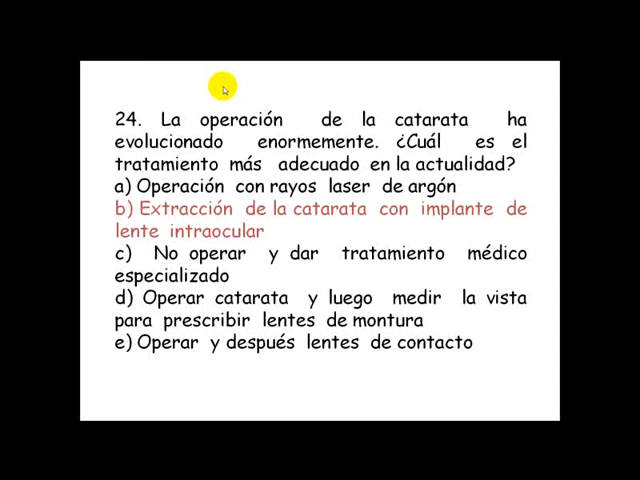 24. La operación de la catarata ha
evolucionado enormemente. ¿Cuál es el
tratamiento más adecuado en la actualidad?
a) Operación con rayos laser de argón
b) Extracción de la catarata con implante de
lente intraocular
c) No operar y dar tratamiento médico
especializado
d) Operar catarata y luego medir la vista
para prescribir lentes de montura
e) Operar y después lentes de contacto